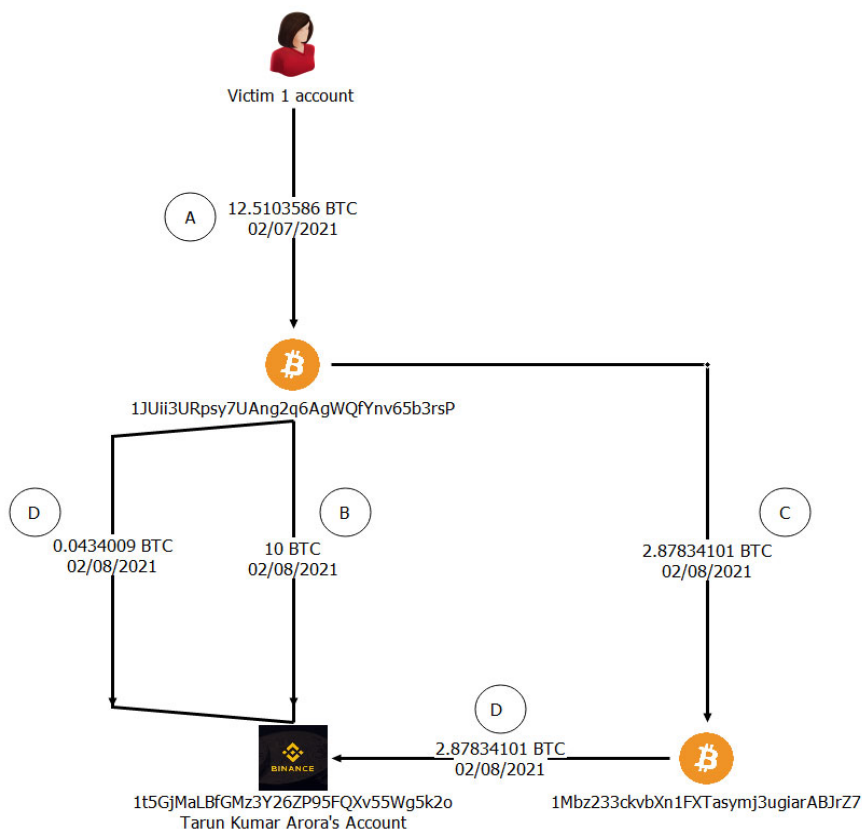 Victim 1 account
A
12.5103586 BTC
02/07/2021
1JUii3URpsy7UAng2q6AgWQfYnv65b3rsP
D
B
C
0.0434009 BTC
02/08/2021
10 BTC
02/08/2021
2.87834101 BTC
02/08/2021
D
2.87834101 BTC
02/08/2021
BINANCE
1t5GjMaLBfGMz3Y26ZP95FQXv55Wg5k2o
Tarun Kumar Arora's Account
1Mbz233ckvbXn1FXTasymj3ugiarABJrZ7